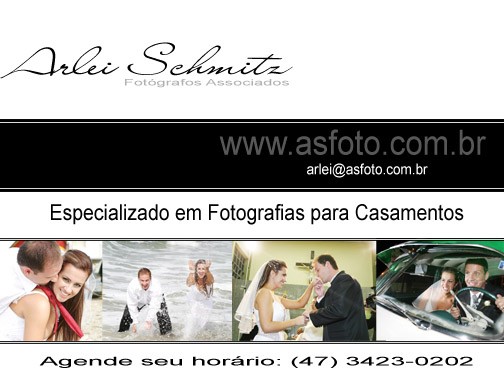 Arlei Schmitz
Fotógrafos Associados
www.asfoto.com.br
arlei@asfoto.com.br
Especializado em Fotografias para Casamentos
Agende seu horário: (47) 3423-0202